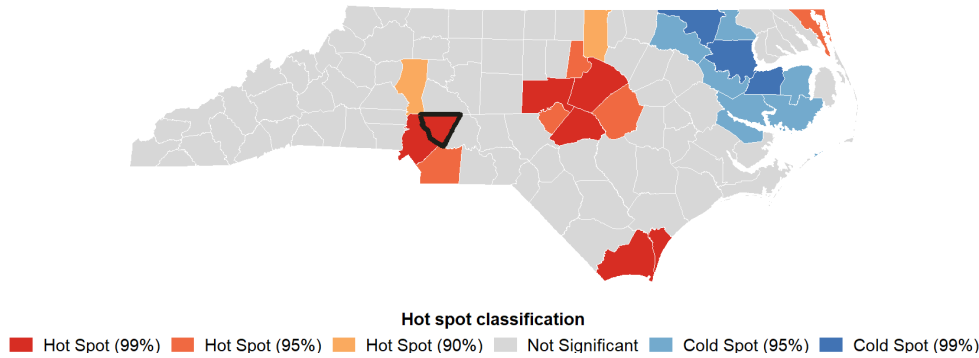 Hot spot classification
Hot Spot (99%) Hot Spot (95%) Hot Spot (90%) Not Significant Cold Spot (95%) Cold Spot (99%)